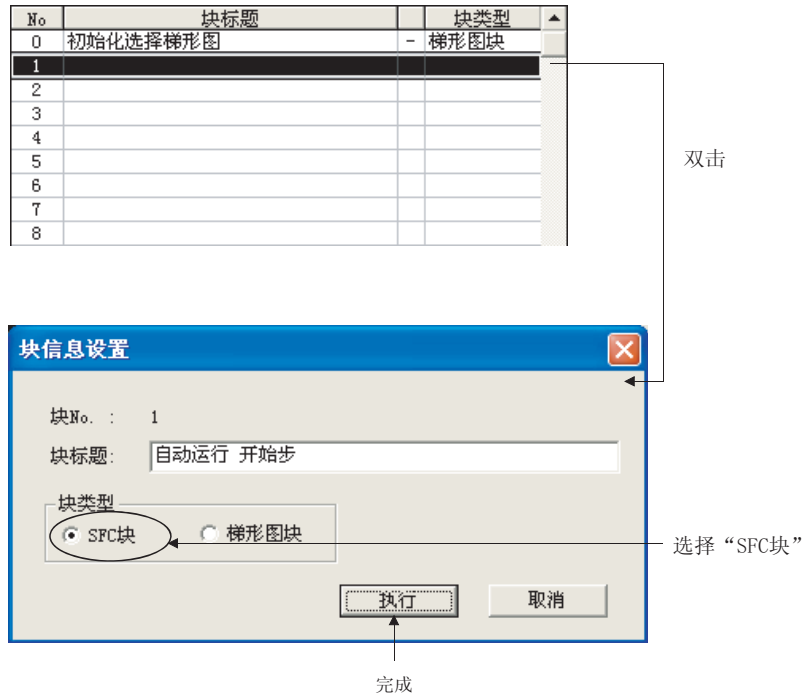 No 块标题 块类型
0 初始化选择梯形图 - 梯形图块
1
2
3
4
5
6
7
8
双击
块信息设置
块No. : 1
块标题: 自动运行 开始步
块类型
SFC块 梯形图块
选择“SFC块”
执行 取消
完成